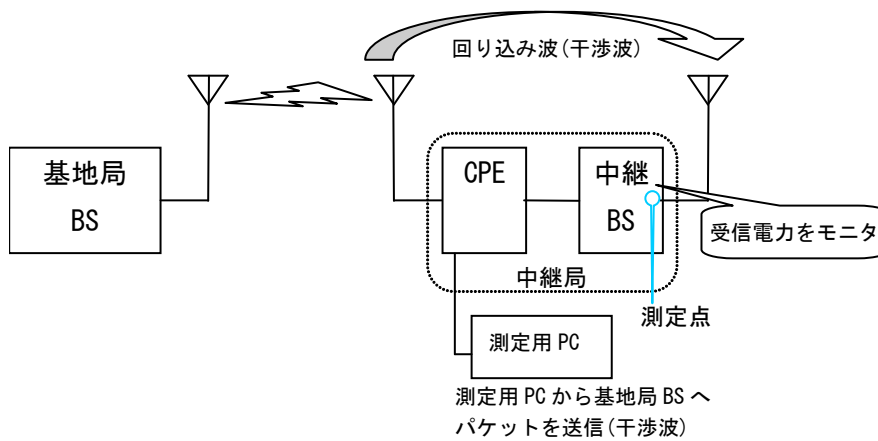 回り込み波(干渉波)
基地局
BS
CPE
中継
BS
受信電力をモニタ
中継局
測定点
測定用 PC
測定用 PC から基地局 BS へ
パケットを送信(干渉波)